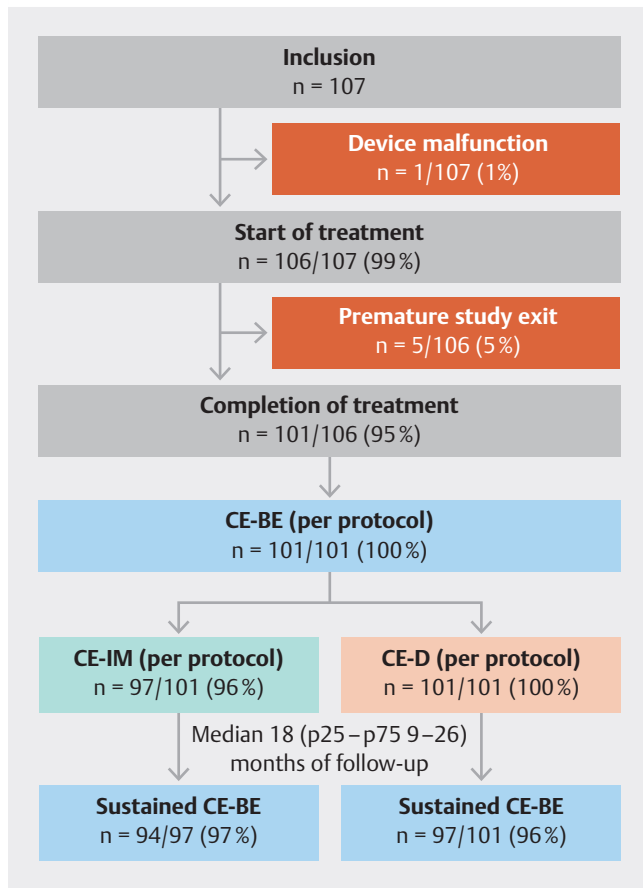 Inclusion
n = 107
Device malfunction
n = 1/107 (1%)
Start of treatment
n = 106/107 (99%)
Premature study exit
n = 5/106 (5%)
Completion of treatment
n = 101/106 (95%)
CE-BE (per protocol)
n = 101/101 (100%)
CE-IM (per protocol)
n = 97/101 (96%)
CE-D (per protocol)
n = 101/101 (100%)
Median 18 (p25–p75 9–26)
months of follow-up
Sustained CE-BE
n = 94/97 (97%)
Sustained CE-BE
n = 97/101 (96%)